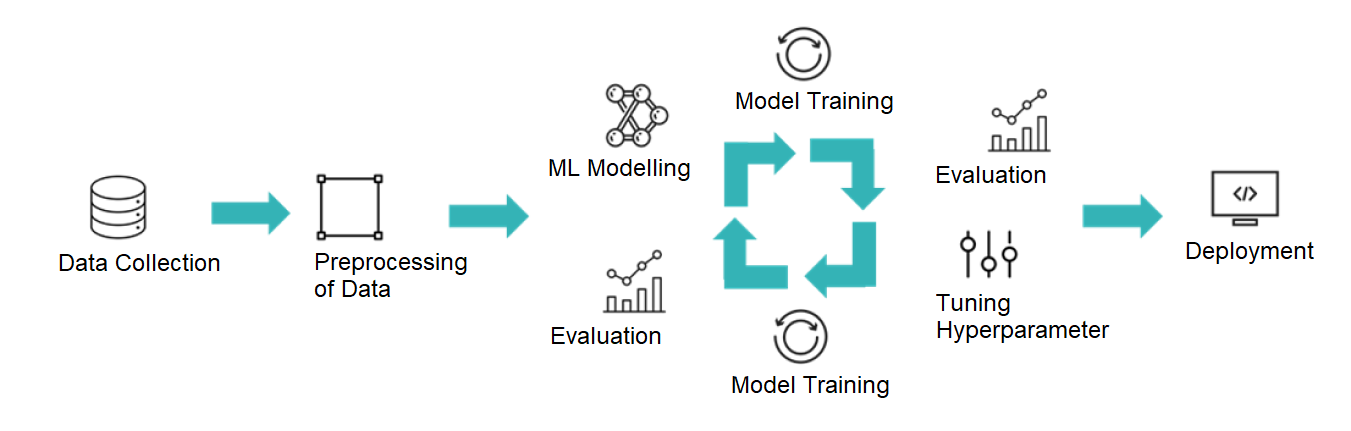 Data Collection
Preprocessing
of Data
ML Modelling
Model Training
Evaluation
Tuning
Hyperparameter
Model Training
Evaluation
</>
Deployment